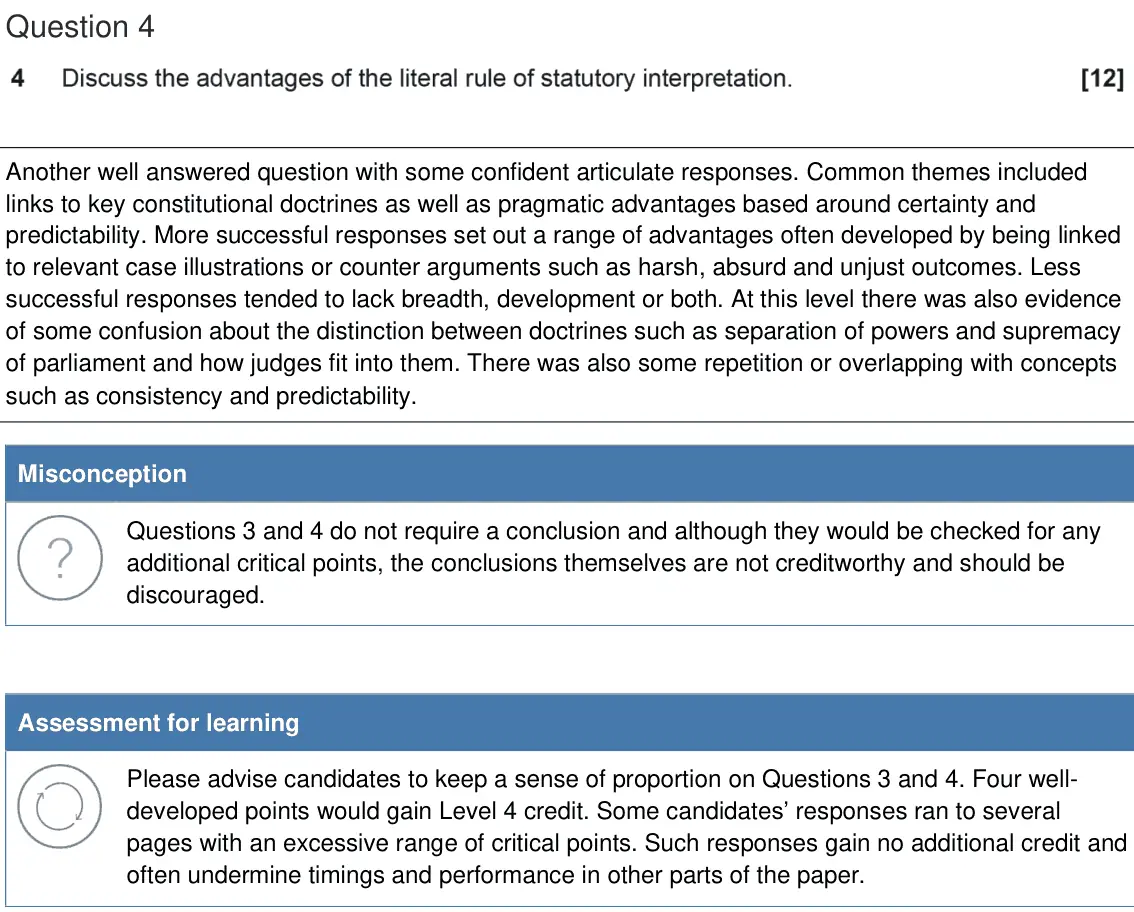 Question 4
4 Discuss the advantages of the literal rule of statutory interpretation. [12]
Another well answered question with some confident articulate responses. Common themes included
links to key constitutional doctrines as well as pragmatic advantages based around certainty and
predictability. More successful responses set out a range of advantages often developed by being linked
to relevant case illustrations or counter arguments such as harsh, absurd and unjust outcomes. Less
successful responses tended to lack breadth, development or both. At this level there was also evidence
of some confusion about the distinction between doctrines such as separation of powers and supremacy
of parliament and how judges fit into them. There was also some repetition or overlapping with concepts
such as consistency and predictability.
Misconception
?
Questions 3 and 4 do not require a conclusion and although they would be checked for any
additional critical points, the conclusions themselves are not creditworthy and should be
discouraged.
Assessment for learning
Please advise candidates to keep a sense of proportion on Questions 3 and 4. Four well-
developed points would gain Level 4 credit. Some candidates’ responses ran to several
pages with an excessive range of critical points. Such responses gain no additional credit and
often undermine timings and performance in other parts of the paper.